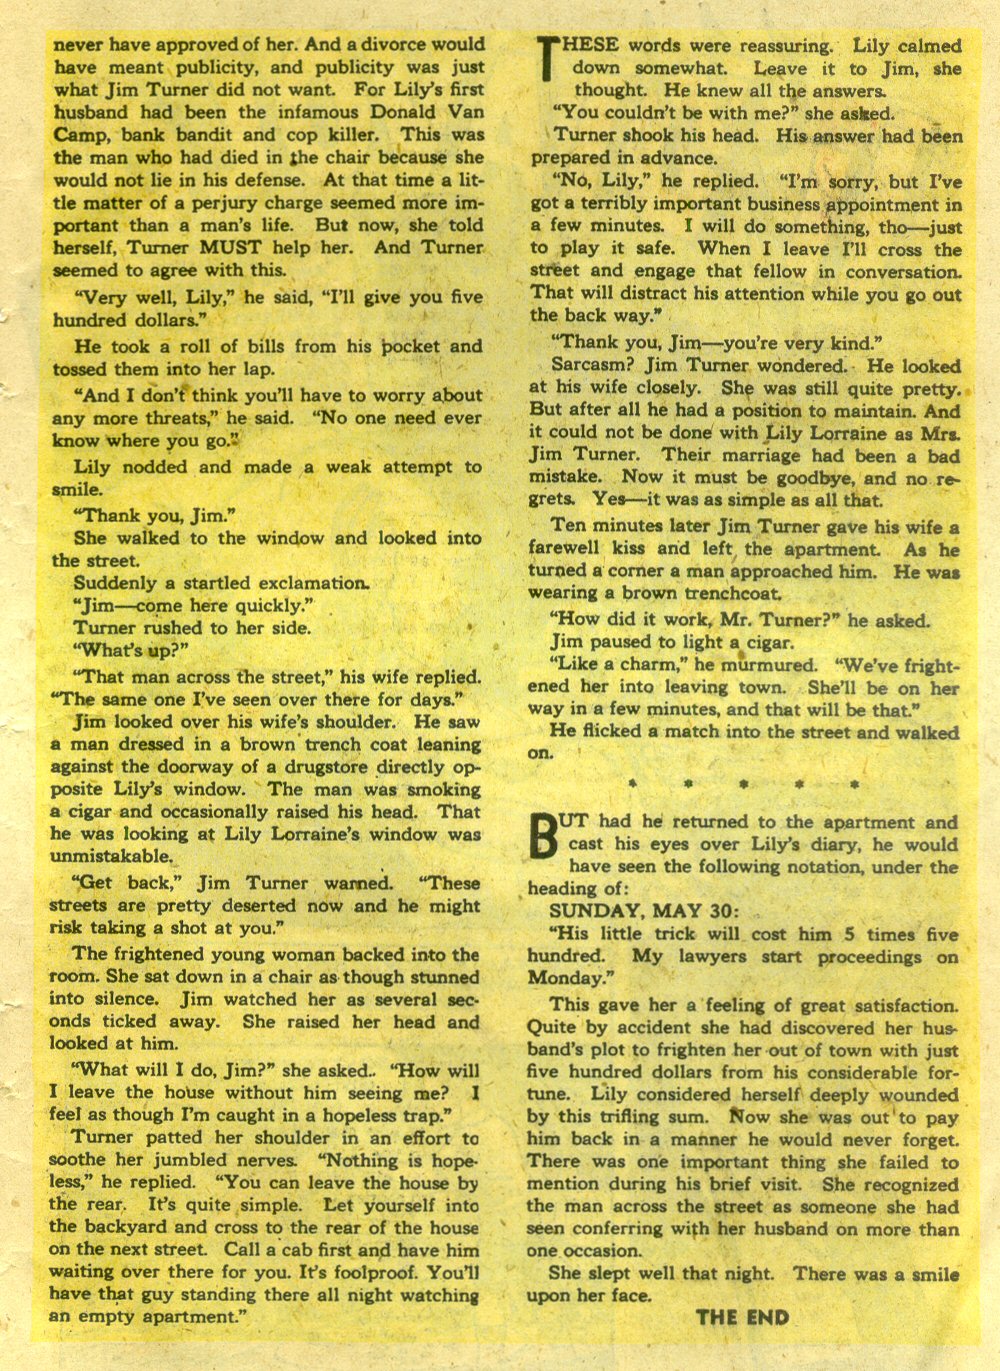 never have approved of her. And a divorce would
have meant publicity, and publicity was just
what Jim Turner did not want. For Lily's first
husband had been the infamous Donald Van
Camp, bank bandit and cop killer. This was
the man who had died in the chair because she
would not lie in his defense. At that time a lit-
tle matter of a perjury charge seemed more im-
portant than a man's life. But now, she told
herself, Turner MUST help her. And Turner
seemed to agree with this.
"Very well, Lily," he said, "I'll give you five
hundred dollars."
He took a roll of bills from his pocket and
tossed them into her lap.
"And I don't think you'll have to worry about
any more threats," he said. "No one need ever
know where you go."
Lily nodded and made a weak attempt to
smile.
"Thank you, Jim."
She walked to the window and looked into
the street.
Suddenly a startled exclamation.
"Jim—come here quickly."
Turner rushed to her side.
"What's up?"
"That man across the street," his wife replied.
"The same one I've seen over there for days."
Jim looked over his wife's shoulder. He saw
a man dressed in a brown trench coat leaning
against the doorway of a drugstore directly op-
posite Lily's window. The man was smoking
a cigar and occasionally raised his head. That
he was looking at Lily Lorraine's window was
unmistakable.
"Get back," Jim Turner warned. "These
streets are pretty deserted now and he might
risk taking a shot at you."
The frightened young woman backed into the
room. She sat down in a chair as though stunned
into silence. Jim watched her as several sec-
onds ticked away. She raised her head and
looked at him.
"What will I do, Jim?" she asked.. "How will
I leave the house without him seeing me? I
feel as though I'm caught in a hopeless trap."
Turner patted her shoulder in an effort to
soothe her jumbled nerves. "Nothing is hope-
less," he replied. "You can leave the house by
the rear. It's quite simple. Let yourself into
the backyard and cross to the rear of the house
on the next street. Call a cab first and have him
waiting over there for you. It's foolproof. You'll
have that guy standing there all night watching
an empty apartment."
THESE words were reassuring. Lily calmed
down somewhat. Leave it to Jim, she
thought. He knew all the answers.
"You couldn't be with me?" she asked.
Turner shook his head. His answer had been
prepared in advance.
"No, Lily," he replied. "I'm sorry, but I've
got a terribly important business appointment in
a few minutes. I will do something, tho—just
to play it safe. When I leave I'll cross the
street and engage that fellow in conversation.
That will distract his attention while you go out
the back way."
"Thank you, Jim—you're very kind."
Sarcasm? Jim Turner wondered. He looked
at his wife closely. She was still quite pretty.
But after all he had a position to maintain. And
it could not be done with Lily Lorraine as Mrs.
Jim Turner. Their marriage had been a bad
mistake. Now it must be goodbye, and no re-
grets. Yes—it was as simple as all that.
Ten minutes later Jim Turner gave his wife a
farewell kiss and left the apartment. As he
turned a corner a man approached him. He was
wearing a brown trenchcoat.
"How did it work, Mr. Turner?" he asked.
Jim paused to light a cigar.
"Like a charm," he murmured. "We've fright-
ened her into leaving town. She'll be on her
way in a few minutes, and that will be that."
He flicked a match into the street and walked
on.
* * * * *
BUT had he returned to the apartment and
cast his eyes over Lily's diary, he would
have seen the following notation, under the
heading of:
SUNDAY, MAY 30:
"His little trick will cost him 5 times five
hundred. My lawyers start proceedings on
Monday."
This gave her a feeling of great satisfaction.
Quite by accident she had discovered her hus-
band's plot to frighten her out of town with just
five hundred dollars from his considerable for-
tune. Lily considered herself deeply wounded
by this trifling sum. Now she was out to pay
him back in a manner he would never forget.
There was one important thing she failed to
mention during his brief visit. She recognized
the man across the street as someone she had
seen conferring with her husband on more than
one occasion.
She slept well that night. There was a smile
upon her face.
THE END